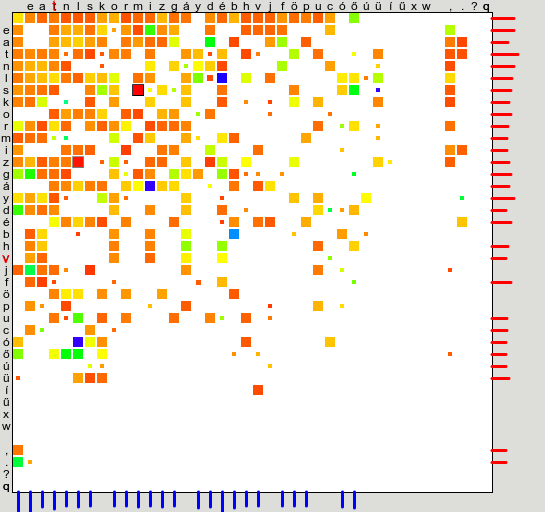 e a t n l s k o r m i z g á y d é b h v j f ö p u c ó ő ú ü í ű x w , . ? q
e
a
t
n
l
s
k
o
r
m
i
z
g
á
y
d
é
b
h
v
j
f
ö
p
u
c
ó
ő
ú
ü
í
ű
x
w
,
.
?
q